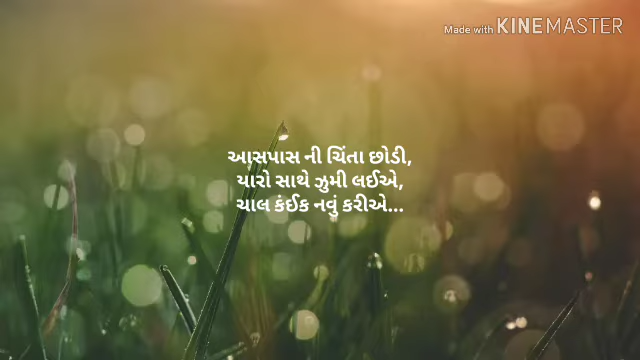 Made with KINEMASTER
આસપાસ ની ચિંતા છોડી,
યારો સાથે ઝુમી લઈએ,
ચાલ કંઈક નવું કરીએ...